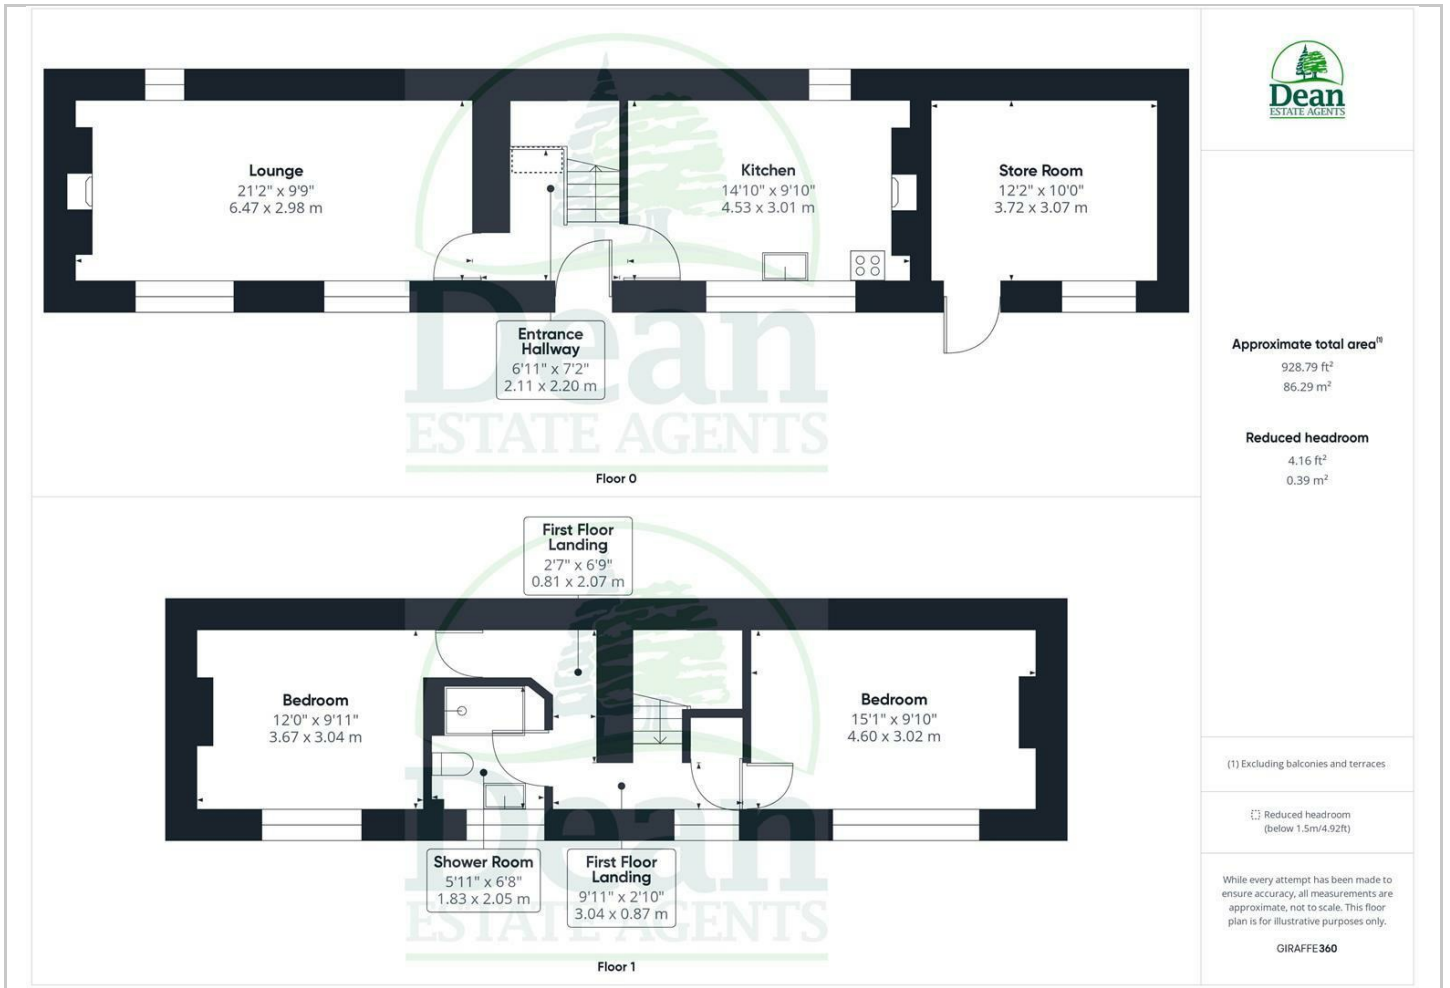 Lounge
21'2" x 9'9"
6.47 x 2.98 m
Kitchen
14'10" x 9'10"
4.53 x 3.01 m
Store Room
12'2" x 10'0"
3.72 x 3.07 m
Entrance
Hallway
6'11" x 7'2"
2.11 x 2.20 m
Dean
ESTATE AGENTS
Floor 0
First Floor
Landing
2'7" x 6'9"
0.81 x 2.07 m
Bedroom
12'0" x 9'11"
3.67 x 3.04 m
Bedroom
15'1" x 9'10"
4.60 x 3.02 m
Shower Room
5'11" x 6'8"
1.83 x 2.05 m
First Floor
Landing
9'11" x 2'10"
3.04 x 0.87 m
Dean
ESTATE AGENTS
Floor 1
Dean
ESTATE AGENTS
Approximate total area(1)
928.79 ft²
86.29 m²
Reduced headroom
4.16 ft²
0.39 m²
(1) Excluding balconies and terraces
Reduced headroom
(below 1.5m/4.92ft)
While every attempt has been made to
ensure accuracy, all measurements are
approximate, not to scale. This floor
plan is for illustrative purposes only.
GIRAFFE360